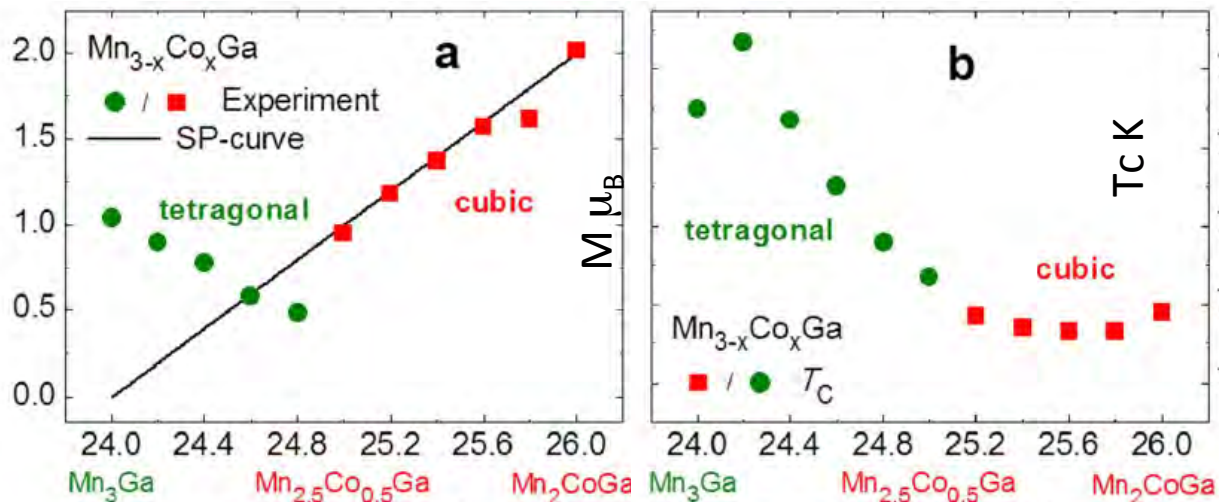 2.0
1.5
1.0
0.5
0.0
Mn3-xCoxGa
a
/ Experiment
SP-curve
tetragonal
cubic
M μB
24.0 24.4 24.8 25.2 25.6 26.0
Mn3Ga Mn2.5Co0.5Ga Mn2CoGa
b
Tc K
tetragonal
cubic
Mn3-xCoxGa
/ TC
24.0 24.4 24.8 25.2 25.6 26.0
Mn3Ga Mn2.5Co0.5Ga Mn2CoGa